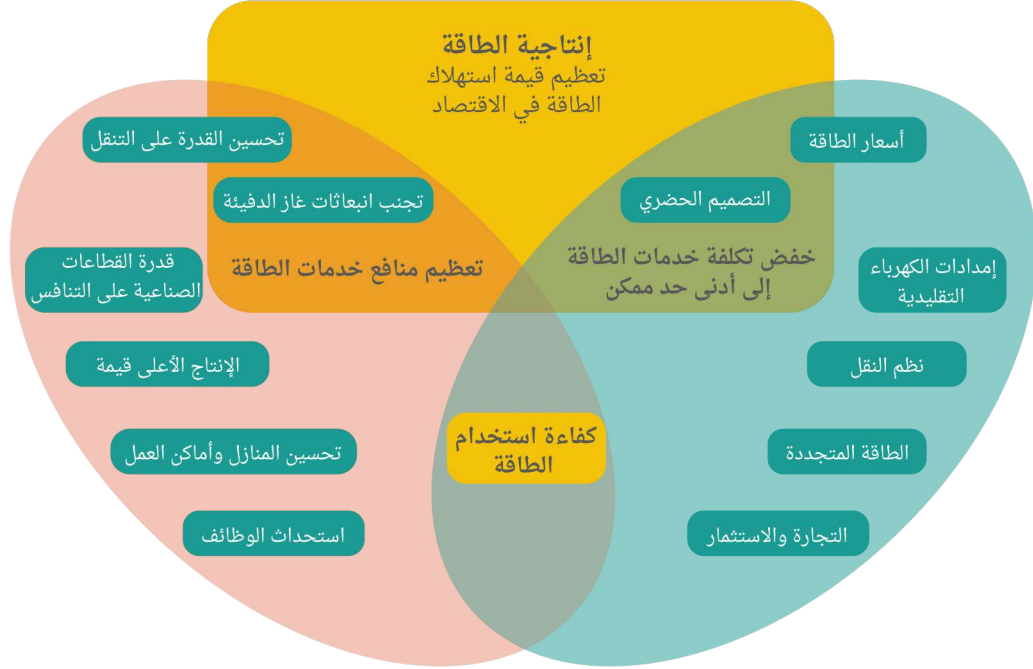 إنتاجية الطاقة
تعظيم قيمة استهلاك
الطاقة في الاقتصاد
أسعار الطاقة
تحسين القدرة على التنقل
التصميم الحضري
تجنب انبعاثات غاز الدفيئة
خفض تكلفة خدمات الطاقة
إلى أدنى حد ممكن
تعظيم منافع خدمات الطاقة
إمدادات الكهرباء
التقليدية
قدرة القطاعات
الصناعية على التنافس
نظم النقل
الإنتاج الأعلى قيمة
كفاءة استخدام
الطاقة
الطاقة المتجددة
تحسين المنازل وأماكن العمل
التجارة والاستثمار
استحداث الوظائف